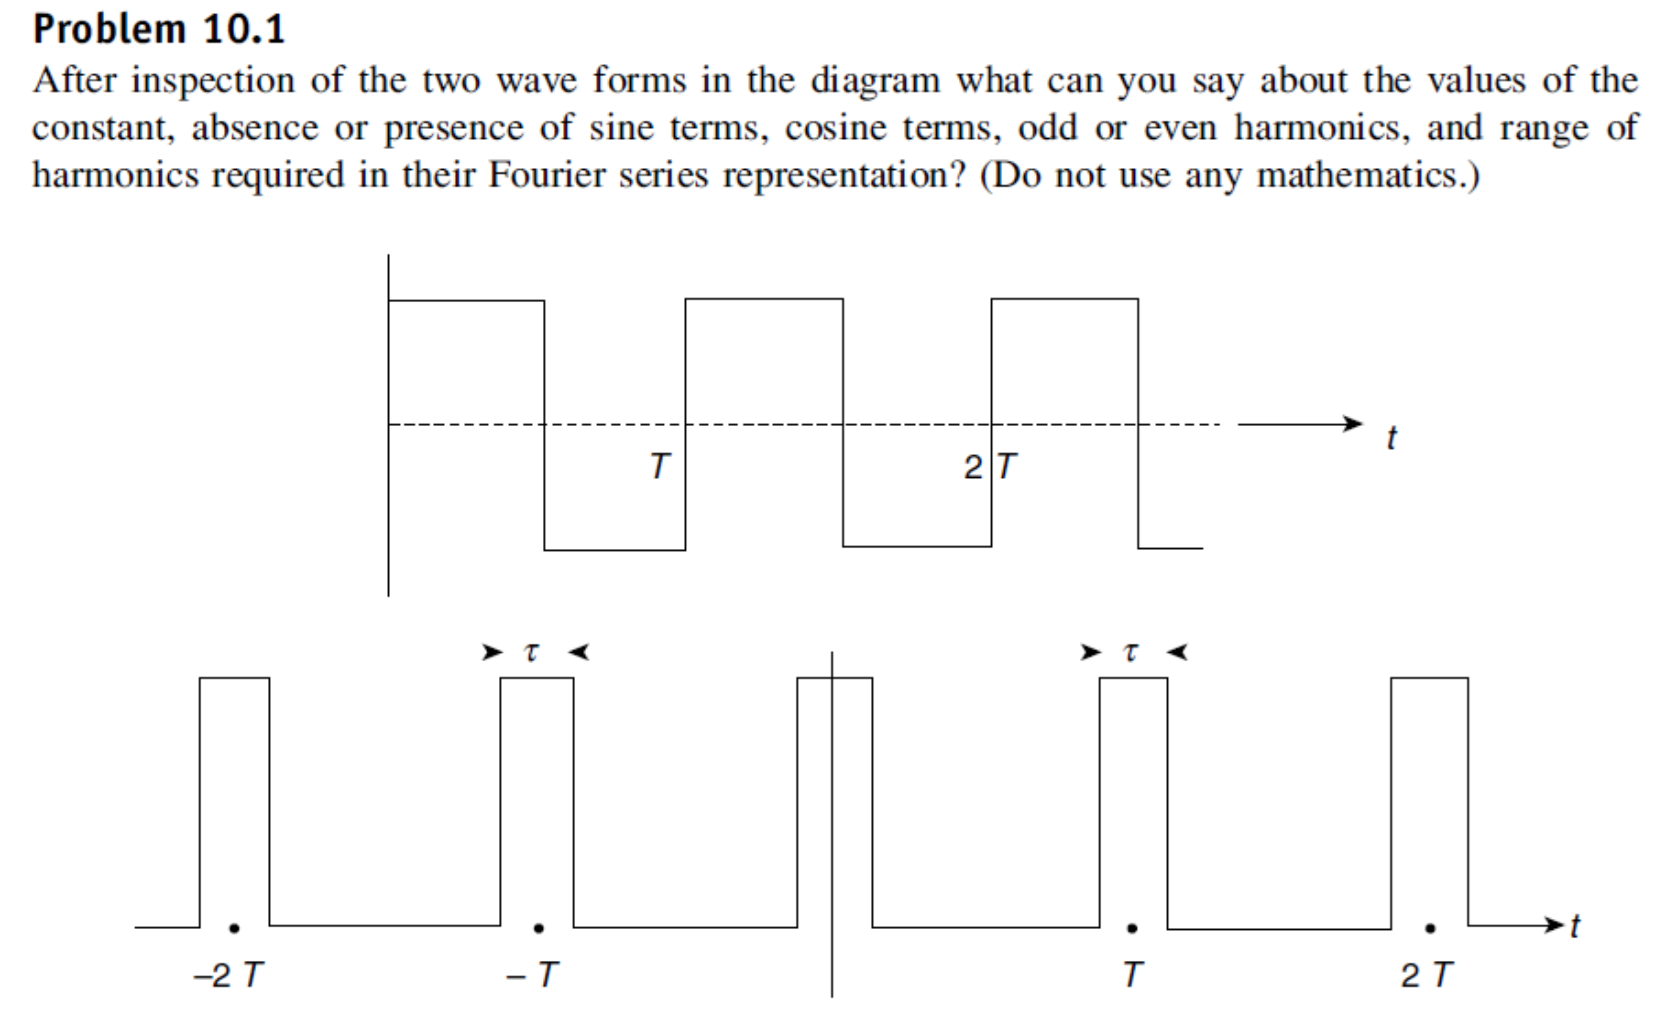 Problem 10.1
After inspection of the two wave forms in the diagram what can you say about the values of the
constant, absence or presence of sine terms, cosine terms, odd or even harmonics, and range of
harmonics required in their Fourier series representation? (Do not use any mathematics.)
T
2 T
t
τ
τ
t
–2 T
– T
T
2 T